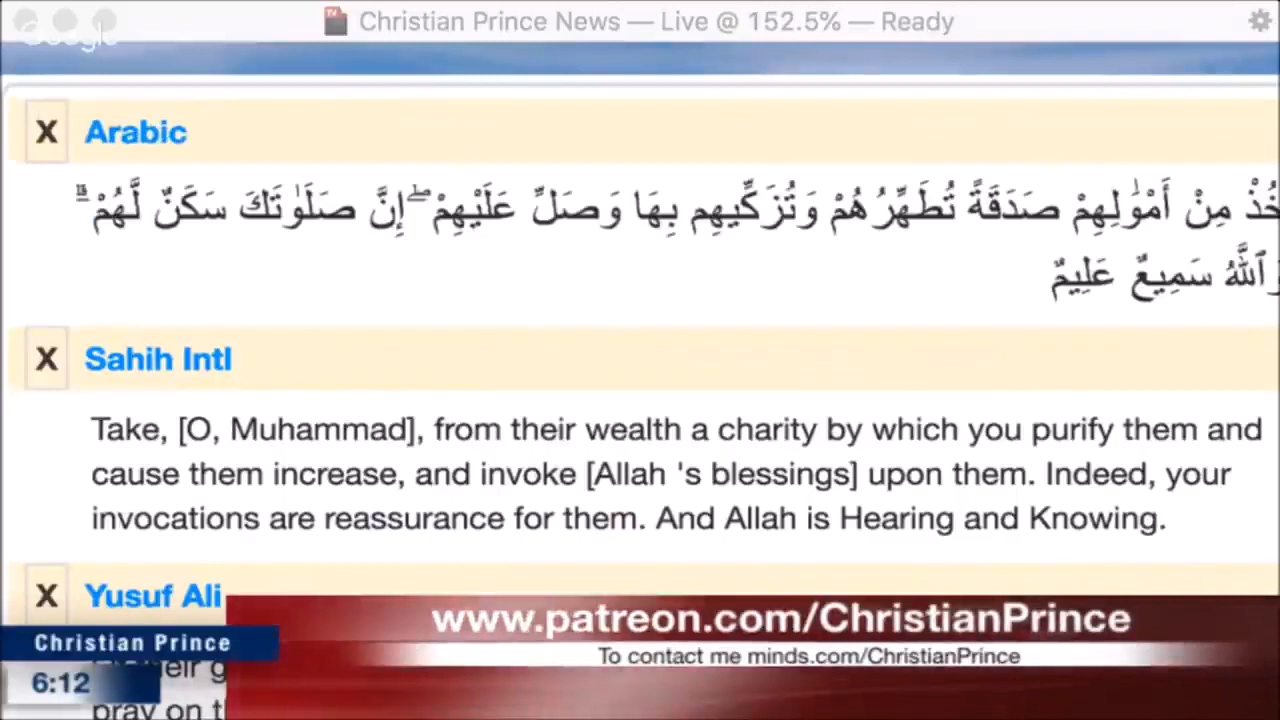 Christian Prince News — Live @ 152.5% — Ready
Google
X Arabic
خُذْ مِنْ أَمْوَٰلِهِمْ صَدَقَةً تُطَهِّرُهُمْ وَتُزَكِّيهِم بِهَا وَصَلِّ عَلَيْهِمْ ۖ إِنَّ صَلَوٰتَكَ سَكَنٌ لَّهُمْ ۗ
وَٱللَّهُ سَمِيعٌ عَلِيمٌ
X Sahih Intl
Take, [O, Muhammad], from their wealth a charity by which you purify them and
cause them increase, and invoke [Allah 's blessings] upon them. Indeed, your
invocations are reassurance for them. And Allah is Hearing and Knowing.
X Yusuf Ali
www.patreon.com/ChristianPrince
Christian Prince
To contact me minds.com/ChristianPrince
6:12
pray on